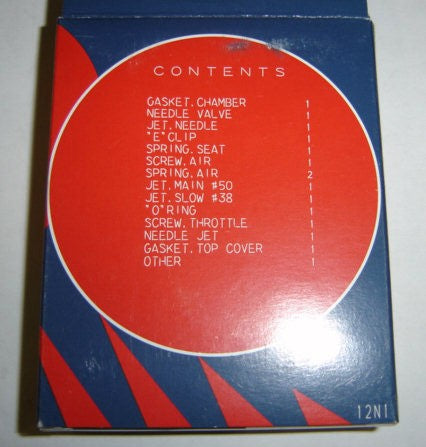 CONTENTS
GASKET, CHAMBER 1
NEEDLE VALVE 1
JET, NEEDLE 1
"E" CLIP 1
SPRING, SEAT 1
SCREW, AIR 1
SPRING, AIR 2
JET, MAIN #50 1
JET, SLOW #38 1
"O" RING 1
SCREW, THROTTLE 1
NEEDLE JET 1
GASKET, TOP COVER 1
OTHER 1
12N1